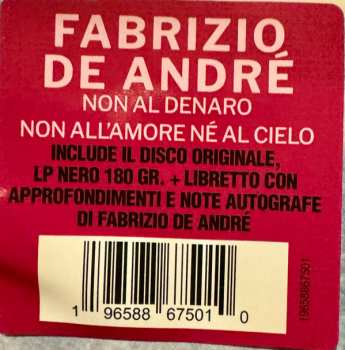 FABRIZIO
DE ANDRÉ
NON AL DENARO
NON ALL'AMORE NÉ AL CIELO
INCLUDE IL DISCO ORIGINALE,
LP NERO 180 GR. + LIBRETTO CON
APPROFONDIMENTI E NOTE AUTOGRAFE
DI FABRIZIO DE ANDRÉ
1 96588 67501 0
19658867501